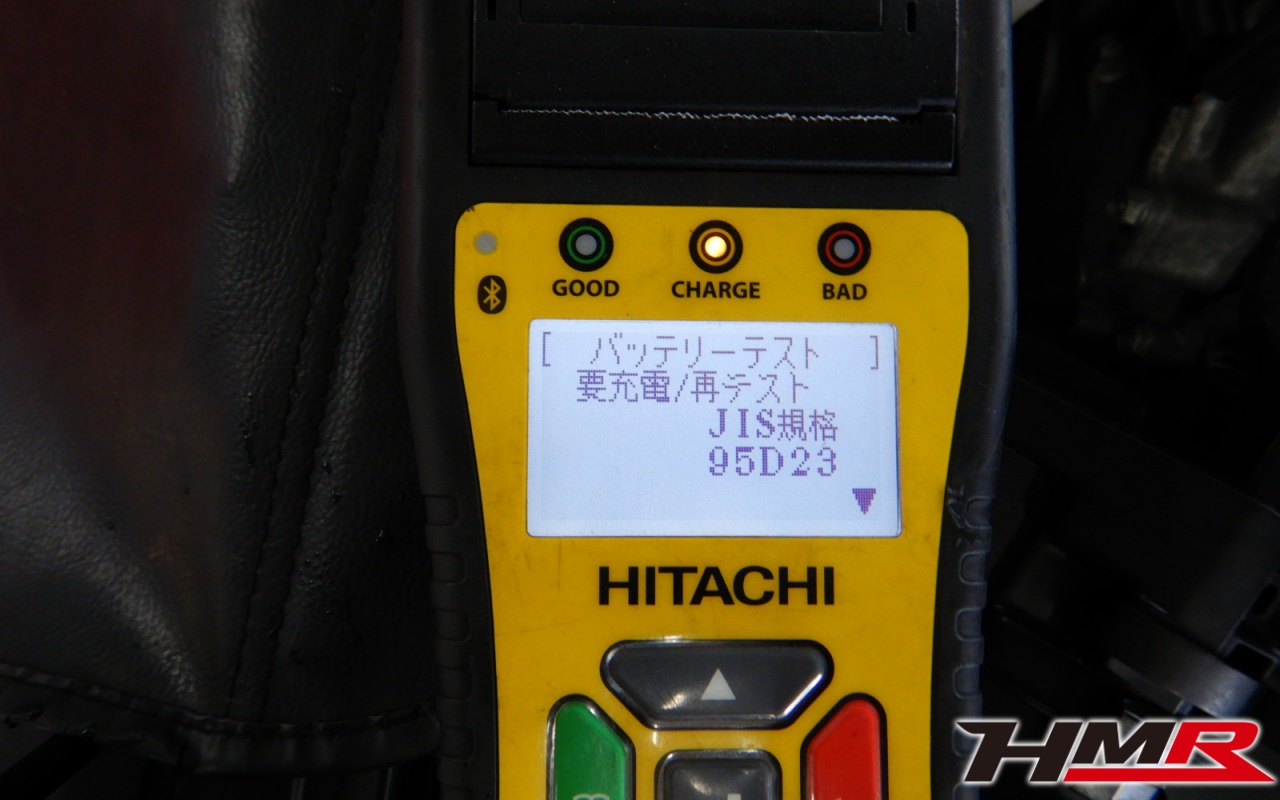 GOOD
CHARGE
BAD
[ バッテリーテスト ]
要充電/再テスト
JIS規格
95D23
HITACHI
HMR